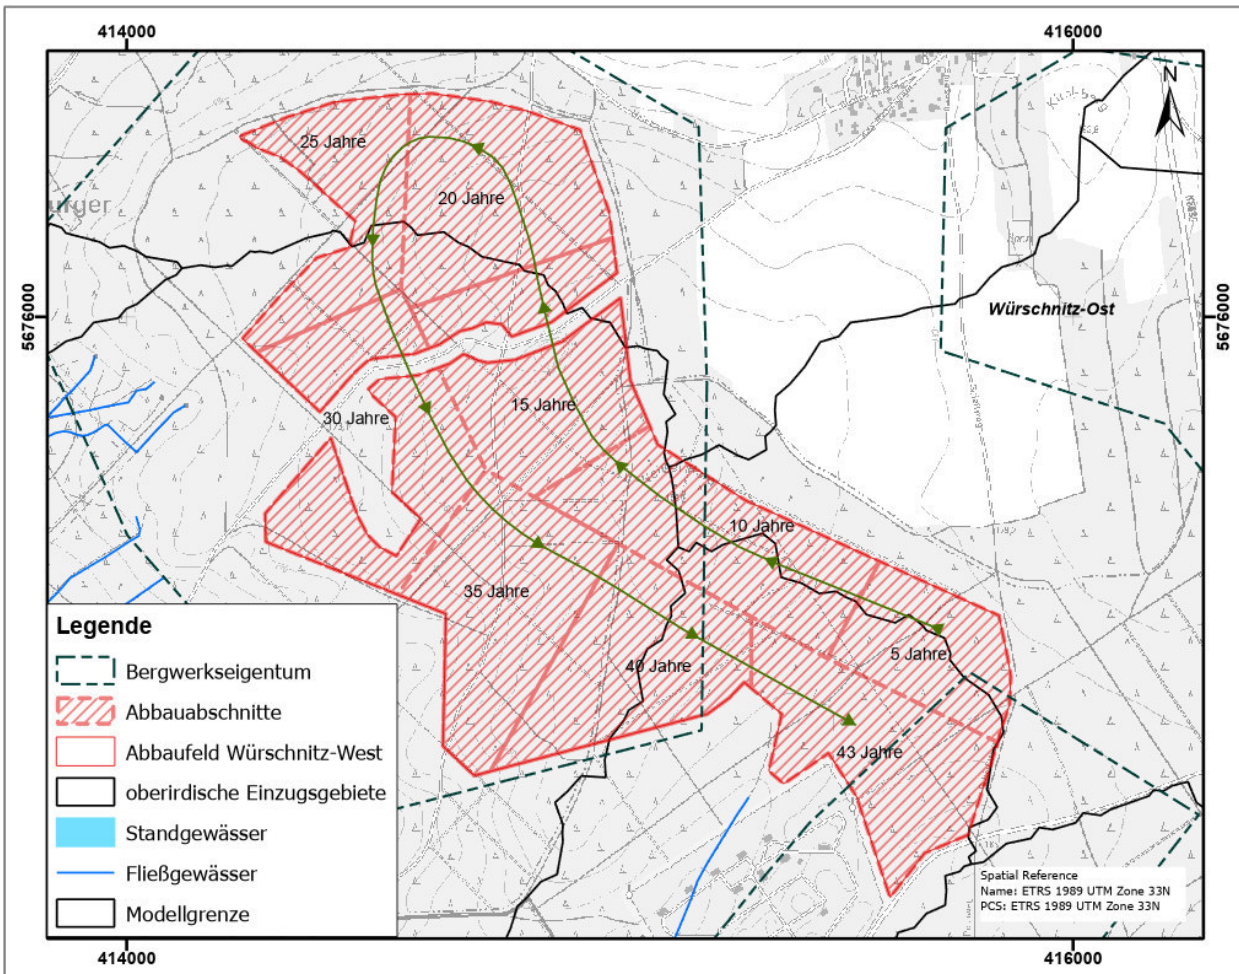 414000
416000
N
25 Jahre
20 Jahre
5676000
5676000
Würschnitz-Ost
15 Jahre
30 Jahre
10 Jahre
35 Jahre
5 Jahre
40 Jahre
43 Jahre
Legende
Bergwerkseigentum
Abbauabschnitte
Abbaufeld Würschnitz-West
oberirdische Einzugsgebiete
Standgewässer
Fließgewässer
Modellgrenze
Spatial Reference
Name: ETRS 1989 UTM Zone 33N
PCS: ETRS 1989 UTM Zone 33N
414000
416000